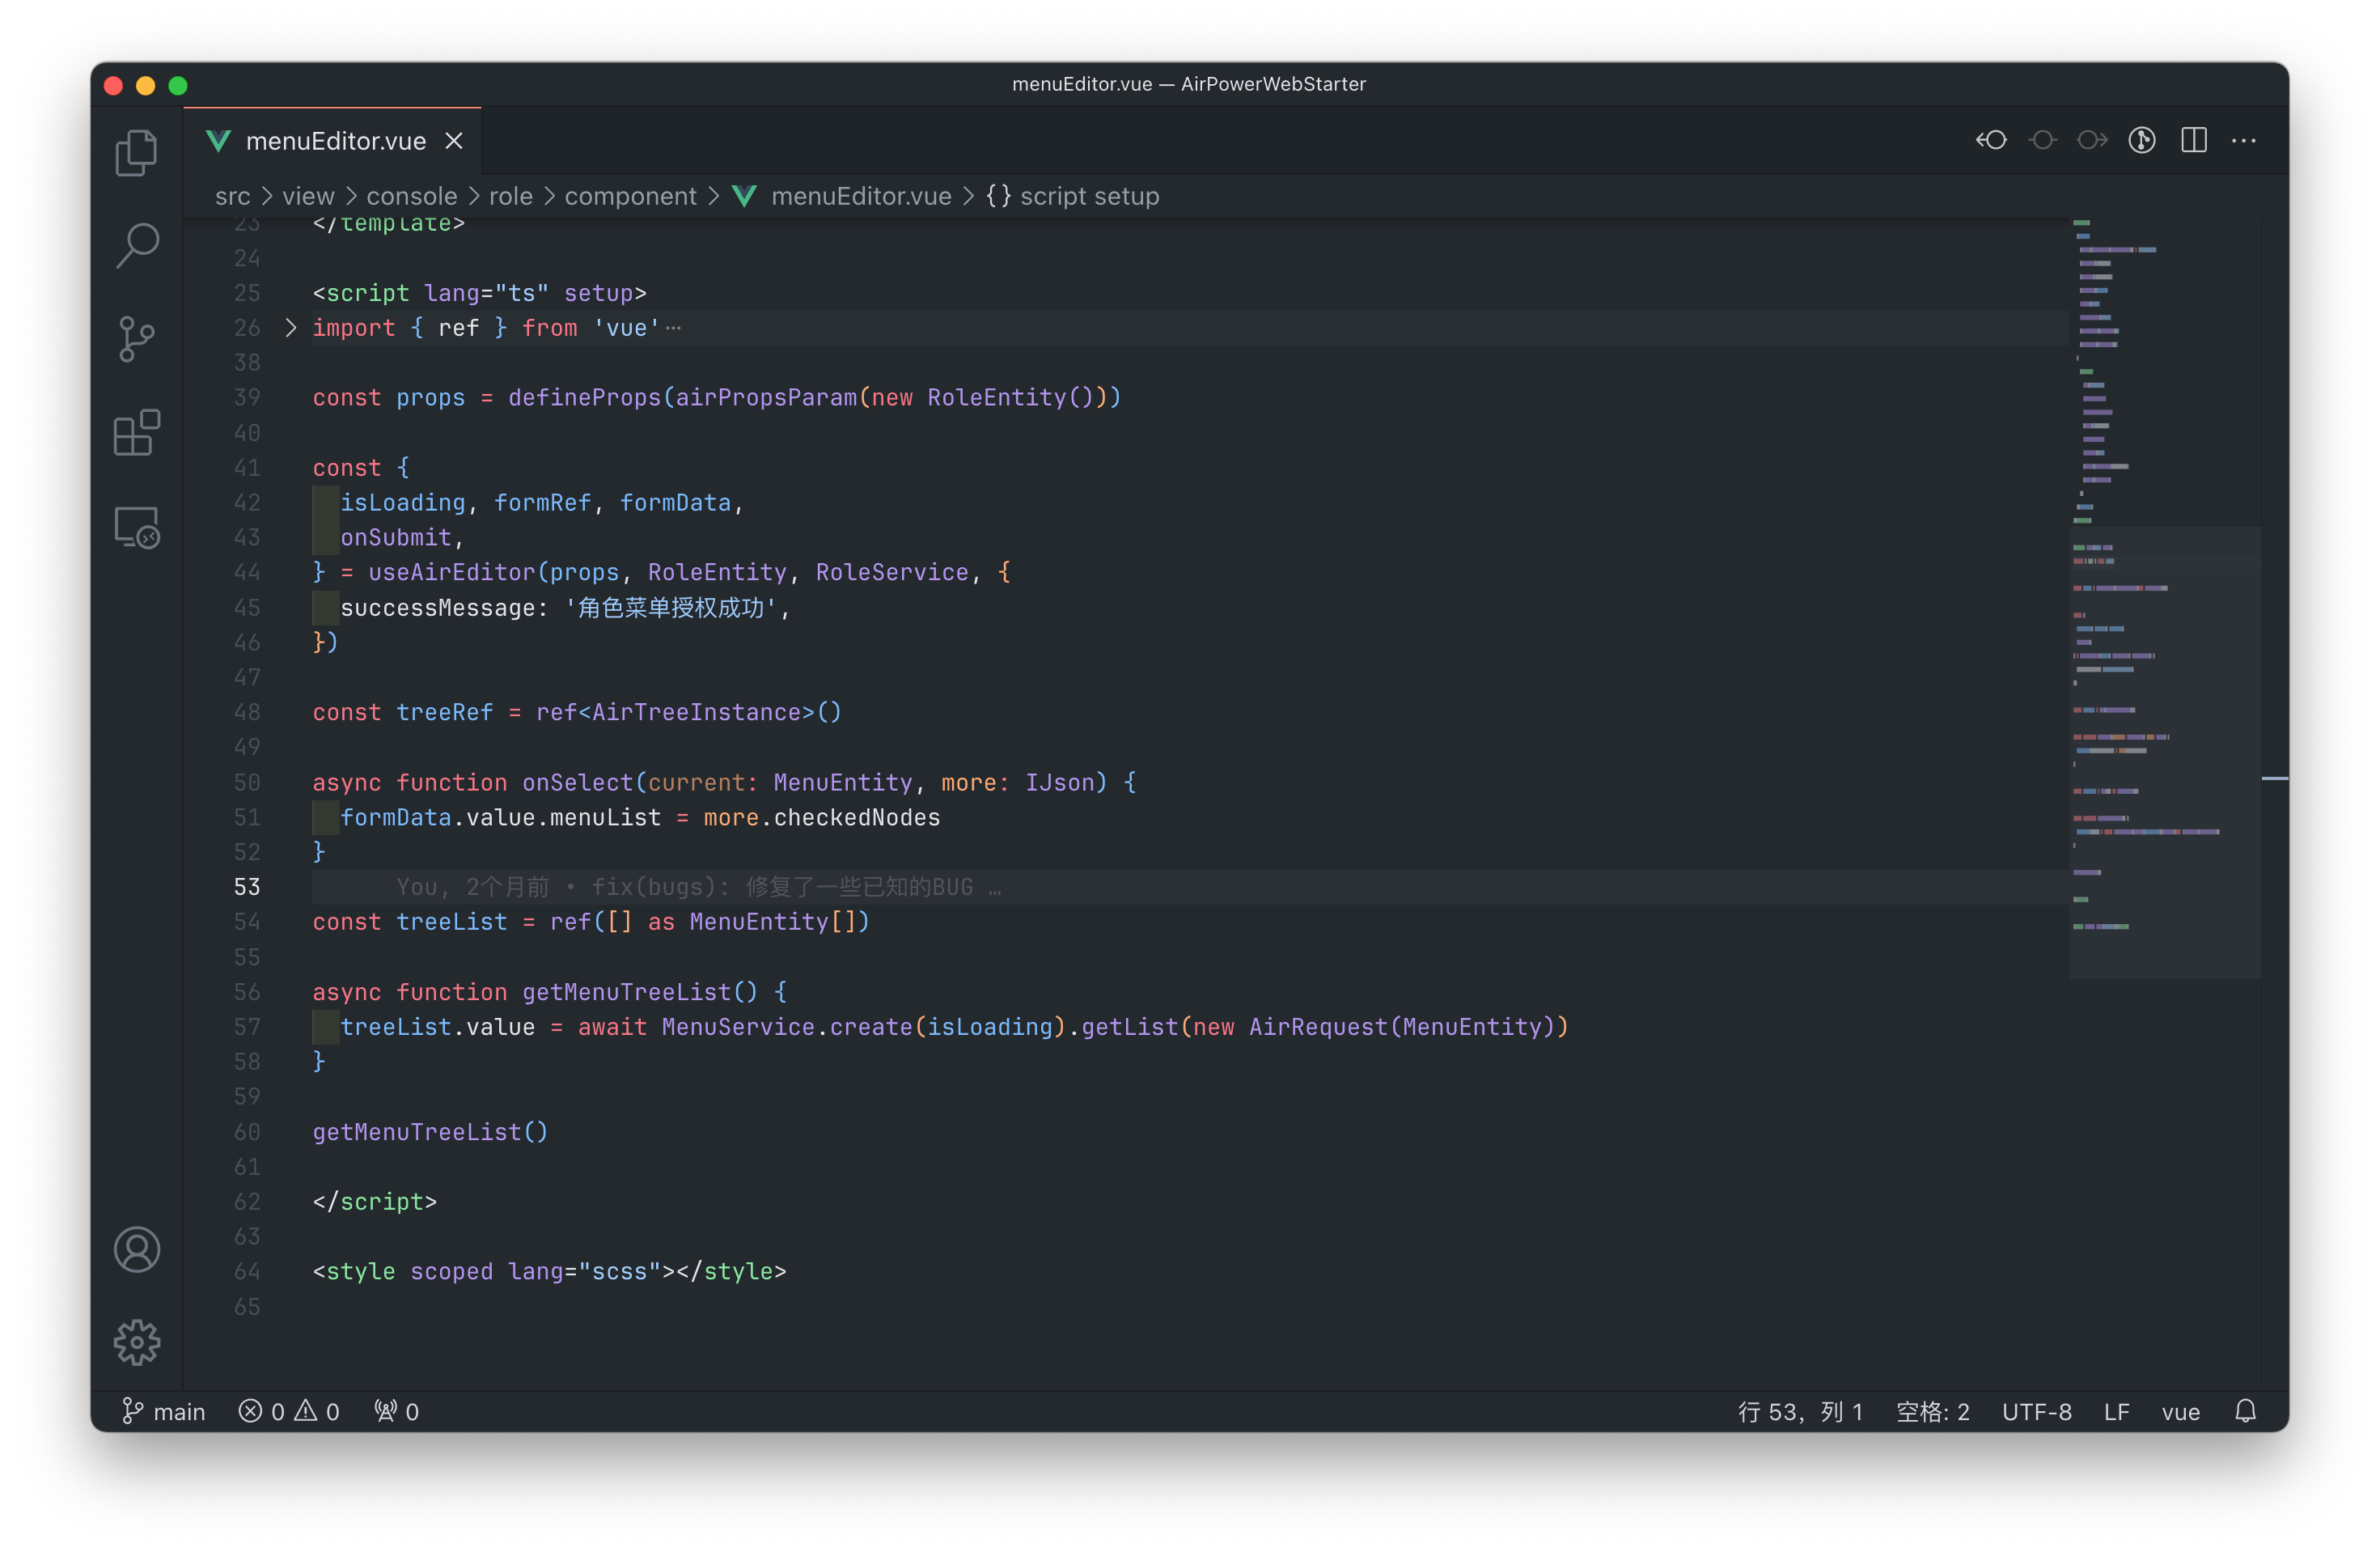 menuEditor.vue — AirPowerWebStarter
menuEditor.vue
src > view > console > role > component > menuEditor.vue > {} script setup
23 </template>
24
25 <script lang="ts" setup>
26 import { ref } from 'vue'···
38
39 const props = defineProps(airPropsParam(new RoleEntity()))
40
41 const {
42   isLoading, formRef, formData,
43   onSubmit,
44 } = useAirEditor(props, RoleEntity, RoleService, {
45   successMessage: '角色菜单授权成功',
46 })
47
48 const treeRef = ref<AirTreeInstance>()
49
50 async function onSelect(current: MenuEntity, more: IJson) {
51   formData.value.menuList = more.checkedNodes
52 }
53       You, 2个月前 • fix(bugs): 修复了一些已知的BUG …
54 const treeList = ref([] as MenuEntity[])
55
56 async function getMenuTreeList() {
57   treeList.value = await MenuService.create(isLoading).getList(new AirRequest(MenuEntity))
58 }
59
60 getMenuTreeList()
61
62 </script>
63
64 <style scoped lang="scss"></style>
65
main 0 0 0 行 53，列 1 空格: 2 UTF-8 LF vue